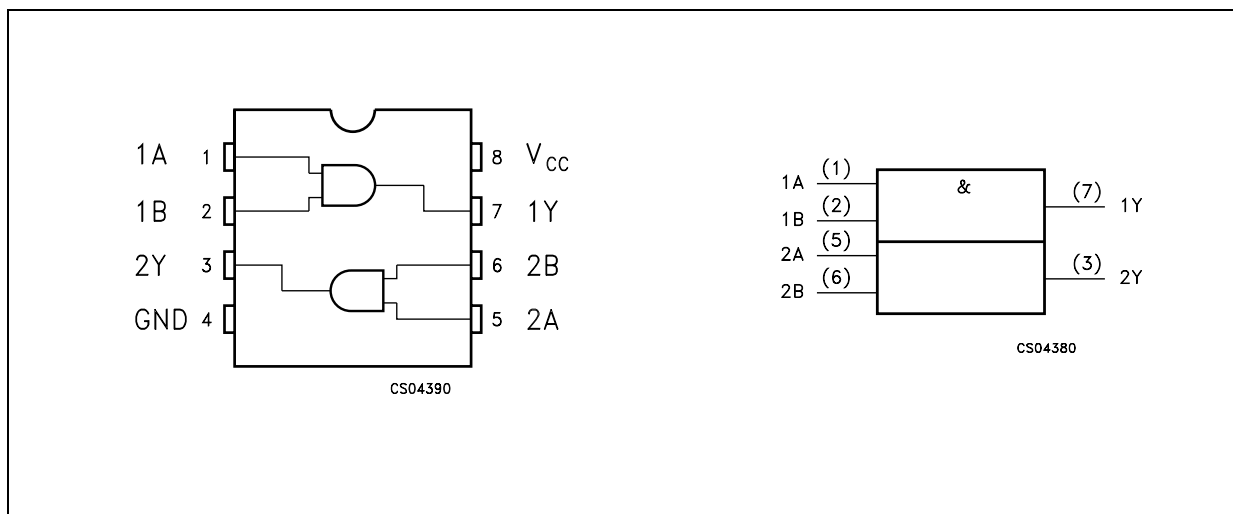 1A 1 8 VCC
1B 2 7 1Y
2Y 3 6 2B
GND 4 5 2A
CS04390
1A (1) & (7) 1Y
1B (2)
2A (5) (3) 2Y
2B (6)
CS04380